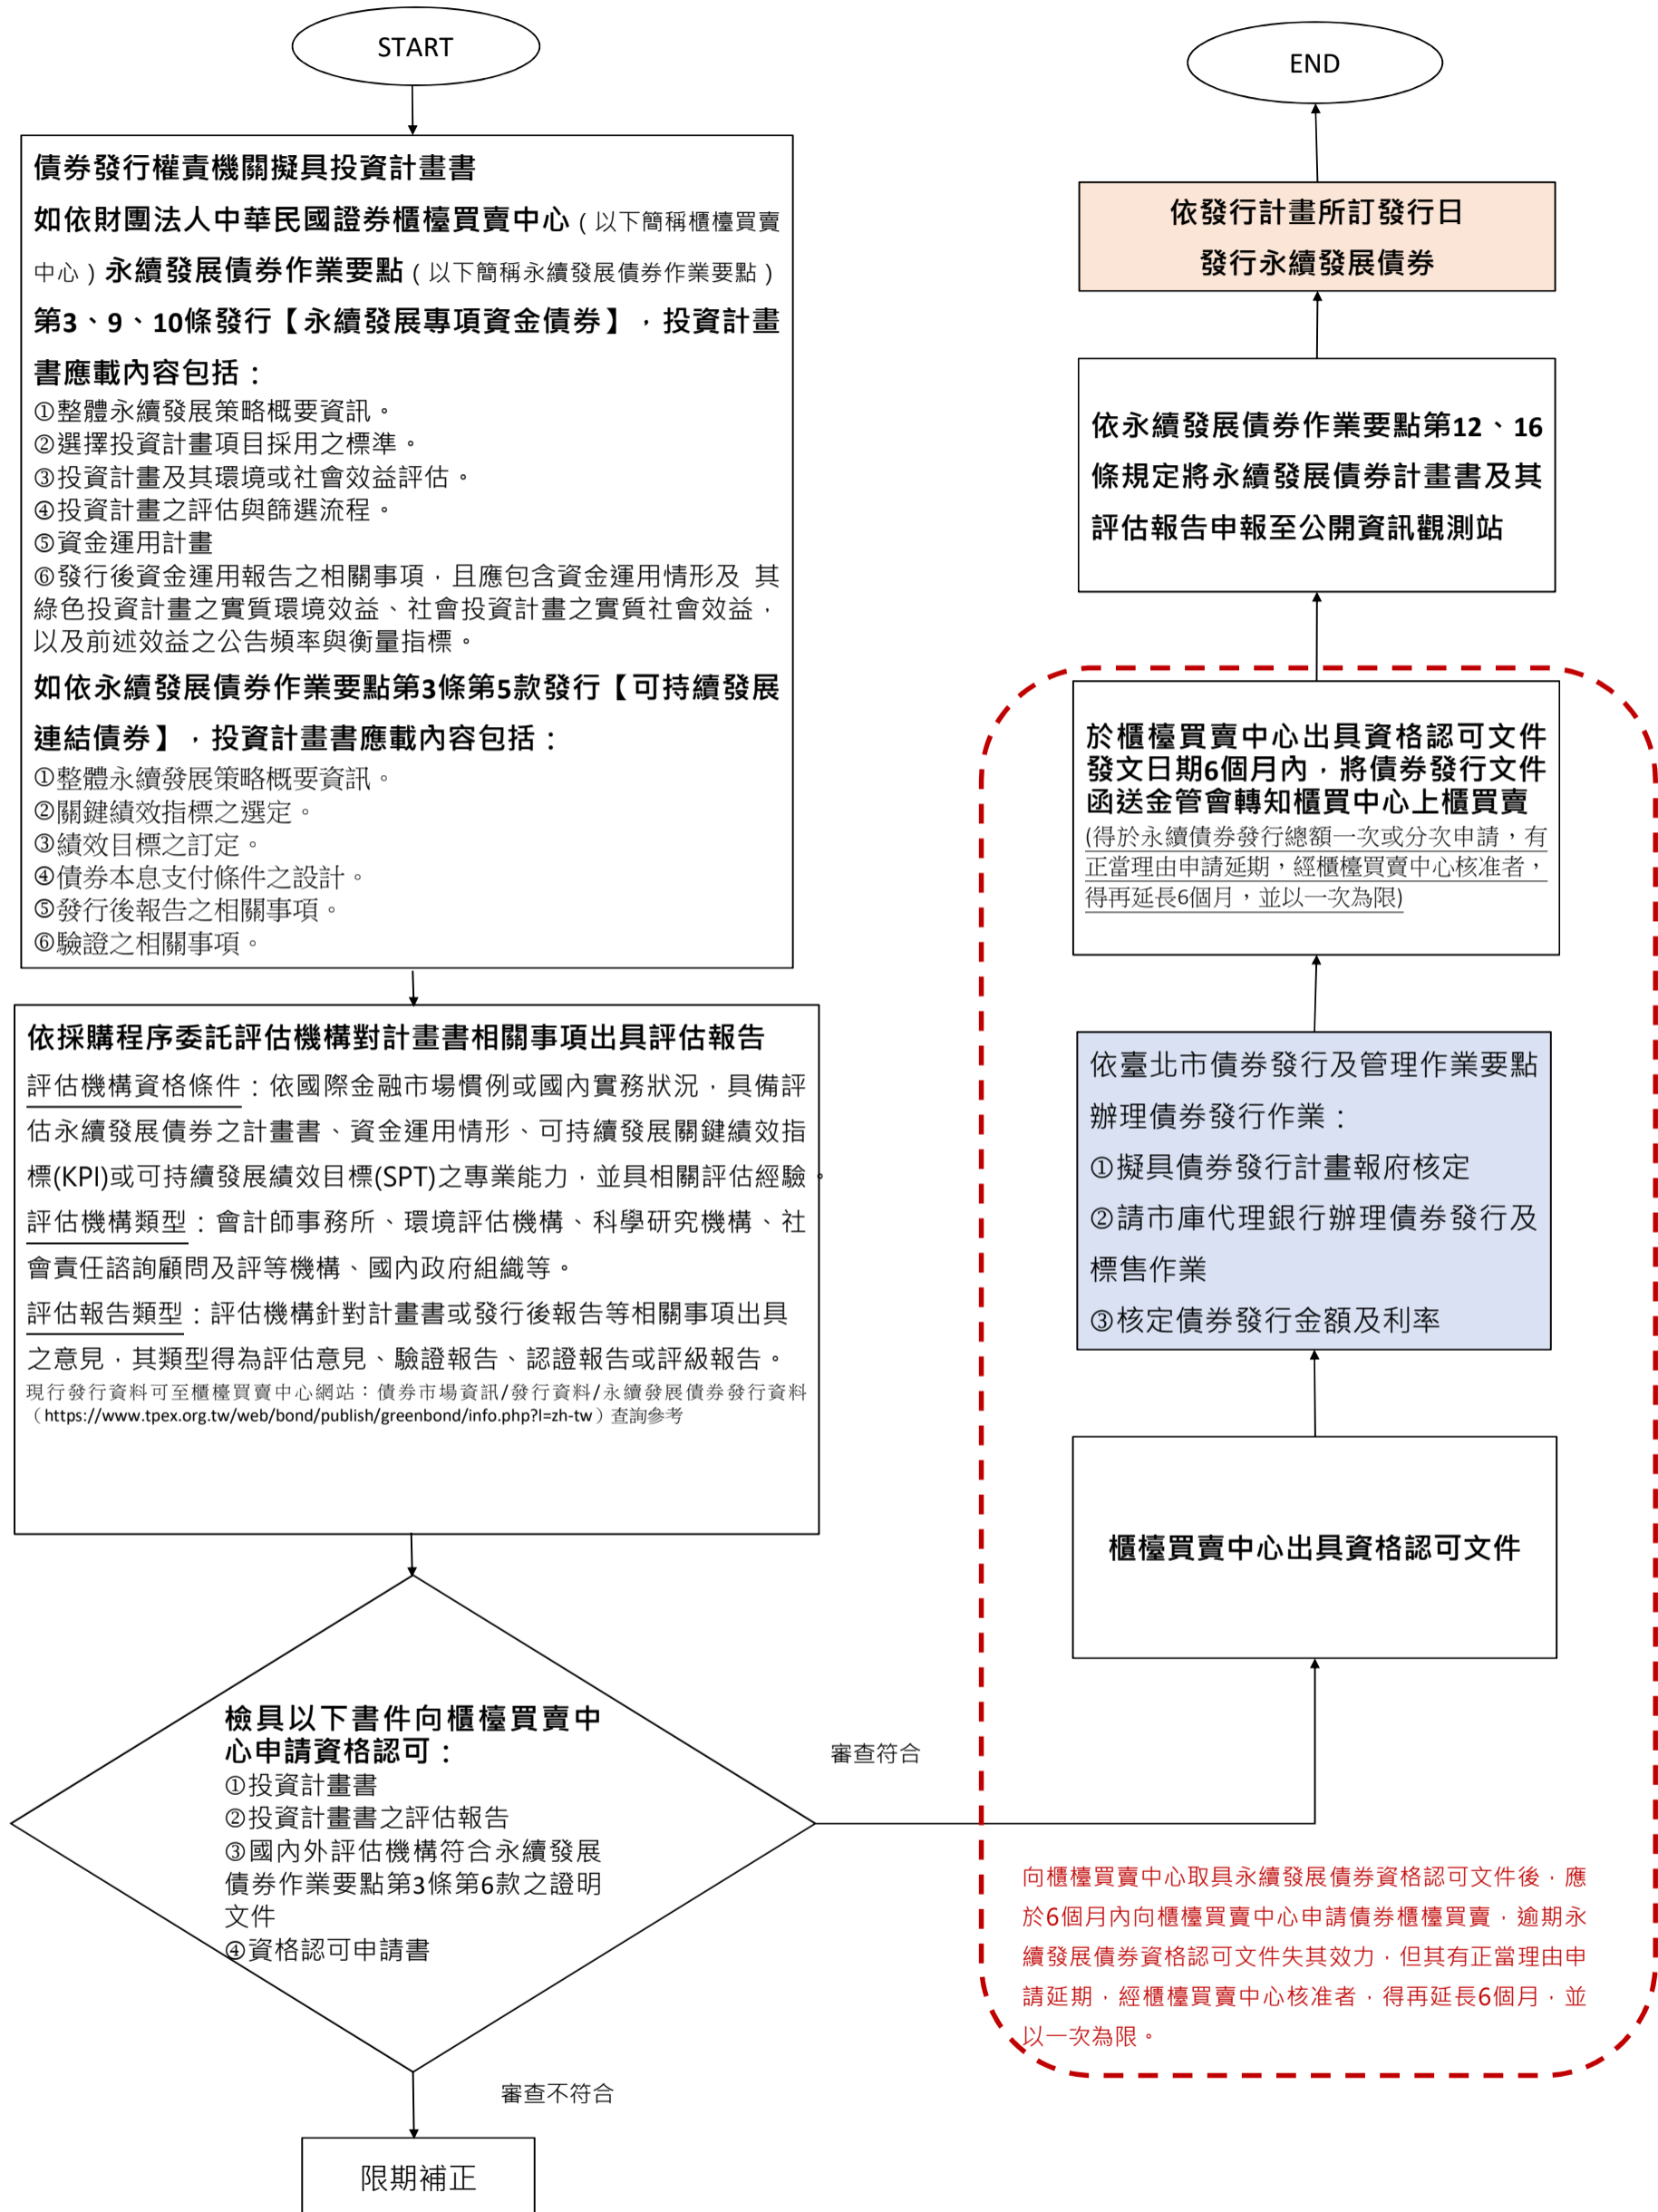 START
債券發行權責機關擬具投資計畫書
如依財團法人中華民國證券櫃檯買賣中心（以下簡稱櫃檯買賣
中心）永續發展債券作業要點（以下簡稱永續發展債券作業要點）
第3、9、10條發行【永續發展專項資金債券】，投資計畫
書應載內容包括：
①整體永續發展策略概要資訊。
②選擇投資計畫項目採用之標準。
③投資計畫及其環境或社會效益評估。
④投資計畫之評估與篩選流程。
⑤資金運用計畫
⑥發行後資金運用報告之相關事項，且應包含資金運用情形及 其
綠色投資計畫之實質環境效益、社會投資計畫之實質社會效益，
以及前述效益之公告頻率與衡量指標。
如依永續發展債券作業要點第3條第5款發行【可持續發展
連結債券】，投資計畫書應載內容包括：
①整體永續發展策略概要資訊。
②關鍵績效指標之選定。
③績效目標之訂定。
④債券本息支付條件之設計。
⑤發行後報告之相關事項。
⑥驗證之相關事項。
依採購程序委託評估機構對計畫書相關事項出具評估報告
評估機構資格條件：依國際金融市場慣例或國內實務狀況，具備評
估永續發展債券之計畫書、資金運用情形、可持續發展關鍵績效指
標(KPI)或可持續發展績效目標(SPT)之專業能力，並具相關評估經驗。
評估機構類型：會計師事務所、環境評估機構、科學研究機構、社
會責任諮詢顧問及評等機構、國內政府組織等。
評估報告類型：評估機構針對計畫書或發行後報告等相關事項出具
之意見，其類型得為評估意見、驗證報告、認證報告或評級報告。
現行發行資料可至櫃檯買賣中心網站：債券市場資訊/發行資料/永續發展債券發行資料
（https://www.tpex.org.tw/web/bond/publish/greenbond/info.php?l=zh-tw）查詢參考
檢具以下書件向櫃檯買賣中
心申請資格認可：
①投資計畫書
②投資計畫書之評估報告
③國內外評估機構符合永續發展
債券作業要點第3條第6款之證明
文件
④資格認可申請書
審查符合
審查不符合
限期補正
END
依發行計畫所訂發行日
發行永續發展債券
依永續發展債券作業要點第12、16
條規定將永續發展債券計畫書及其
評估報告申報至公開資訊觀測站
於櫃檯買賣中心出具資格認可文件
發文日期6個月內，將債券發行文件
函送金管會轉知櫃買中心上櫃買賣
(得於永續債券發行總額一次或分次申請，有
正當理由申請延期，經櫃檯買賣中心核准者，
得再延長6個月，並以一次為限)
依臺北市債券發行及管理作業要點
辦理債券發行作業：
①擬具債券發行計畫報府核定
②請市庫代理銀行辦理債券發行及
標售作業
③核定債券發行金額及利率
櫃檯買賣中心出具資格認可文件
向櫃檯買賣中心取具永續發展債券資格認可文件後，應
於6個月內向櫃檯買賣中心申請債券櫃檯買賣，逾期永
續發展債券資格認可文件失其效力，但其有正當理由申
請延期，經櫃檯買賣中心核准者，得再延長6個月，並
以一次為限。